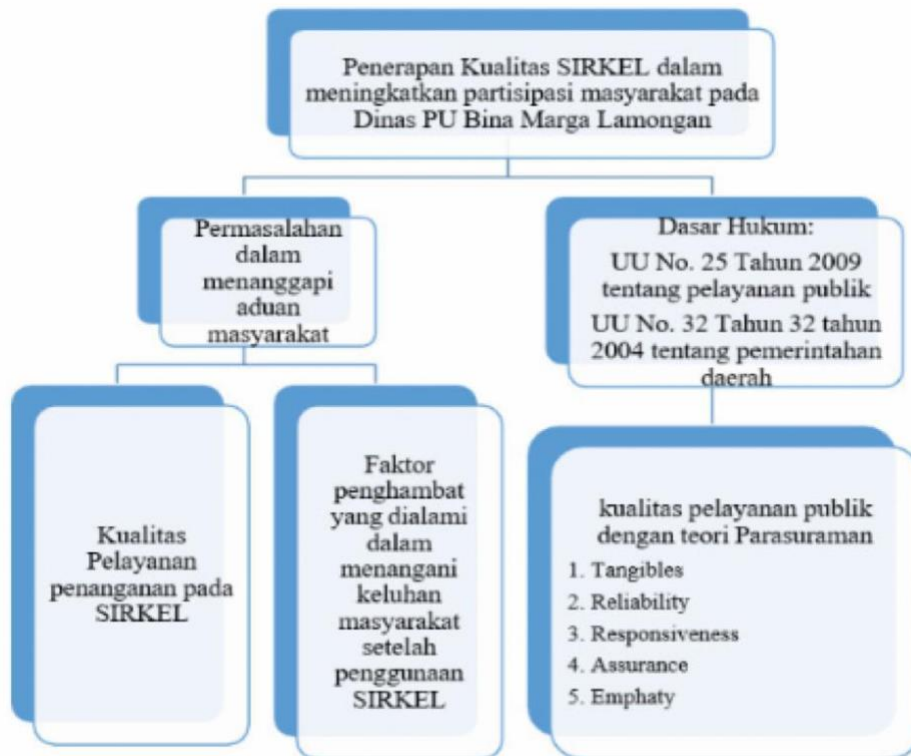 Penerapan Kualitas SIRKEL dalam
meningkatkan partisipasi masyarakat pada
Dinas PU Bina Marga Lamongan
Permasalahan
dalam
menanggapi
aduan
masyarakat
Dasar Hukum:
UU No. 25 Tahun 2009
tentang pelayanan publik
UU No. 32 Tahun 32 tahun
2004 tentang pemerintahan
daerah
Kualitas
Pelayanan
penanganan pada
SIRKEL
Faktor
penghambat
yang dialami
dalam
menangani
keluhan
masyarakat
setelah
penggunaan
SIRKEL
kualitas pelayanan publik
dengan teori Parasuraman
1. Tangibles
2. Reliability
3. Responsiveness
4. Assurance
5. Emphaty